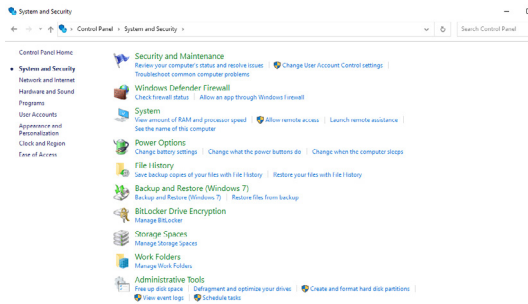 System and Security
Control Panel > System and Security >
Search Control Panel
Control Panel Home
System and Security
Network and Internet
Hardware and Sound
Programs
User Accounts
Appearance and
Personalization
Clock and Region
Ease of Access
Security and Maintenance
Review your computer's status and resolve issues | Change User Account Control settings |
Troubleshoot common computer problems
Windows Defender Firewall
Check firewall status | Allow an app through Windows Firewall
System
View amount of RAM and processor speed | Allow remote access | Launch remote assistance |
See the name of this computer
Power Options
Change battery settings | Change what the power buttons do | Change when the computer sleeps
File History
Save backup copies of your files with File History | Restore your files with File History
Backup and Restore (Windows 7)
Backup and Restore (Windows 7) | Restore files from backup
BitLocker Drive Encryption
Manage BitLocker
Storage Spaces
Manage Storage Spaces
Work Folders
Manage Work Folders
Administrative Tools
Free up disk space | Defragment and optimize your drives | Create and format hard disk partitions |
View event logs | Schedule tasks